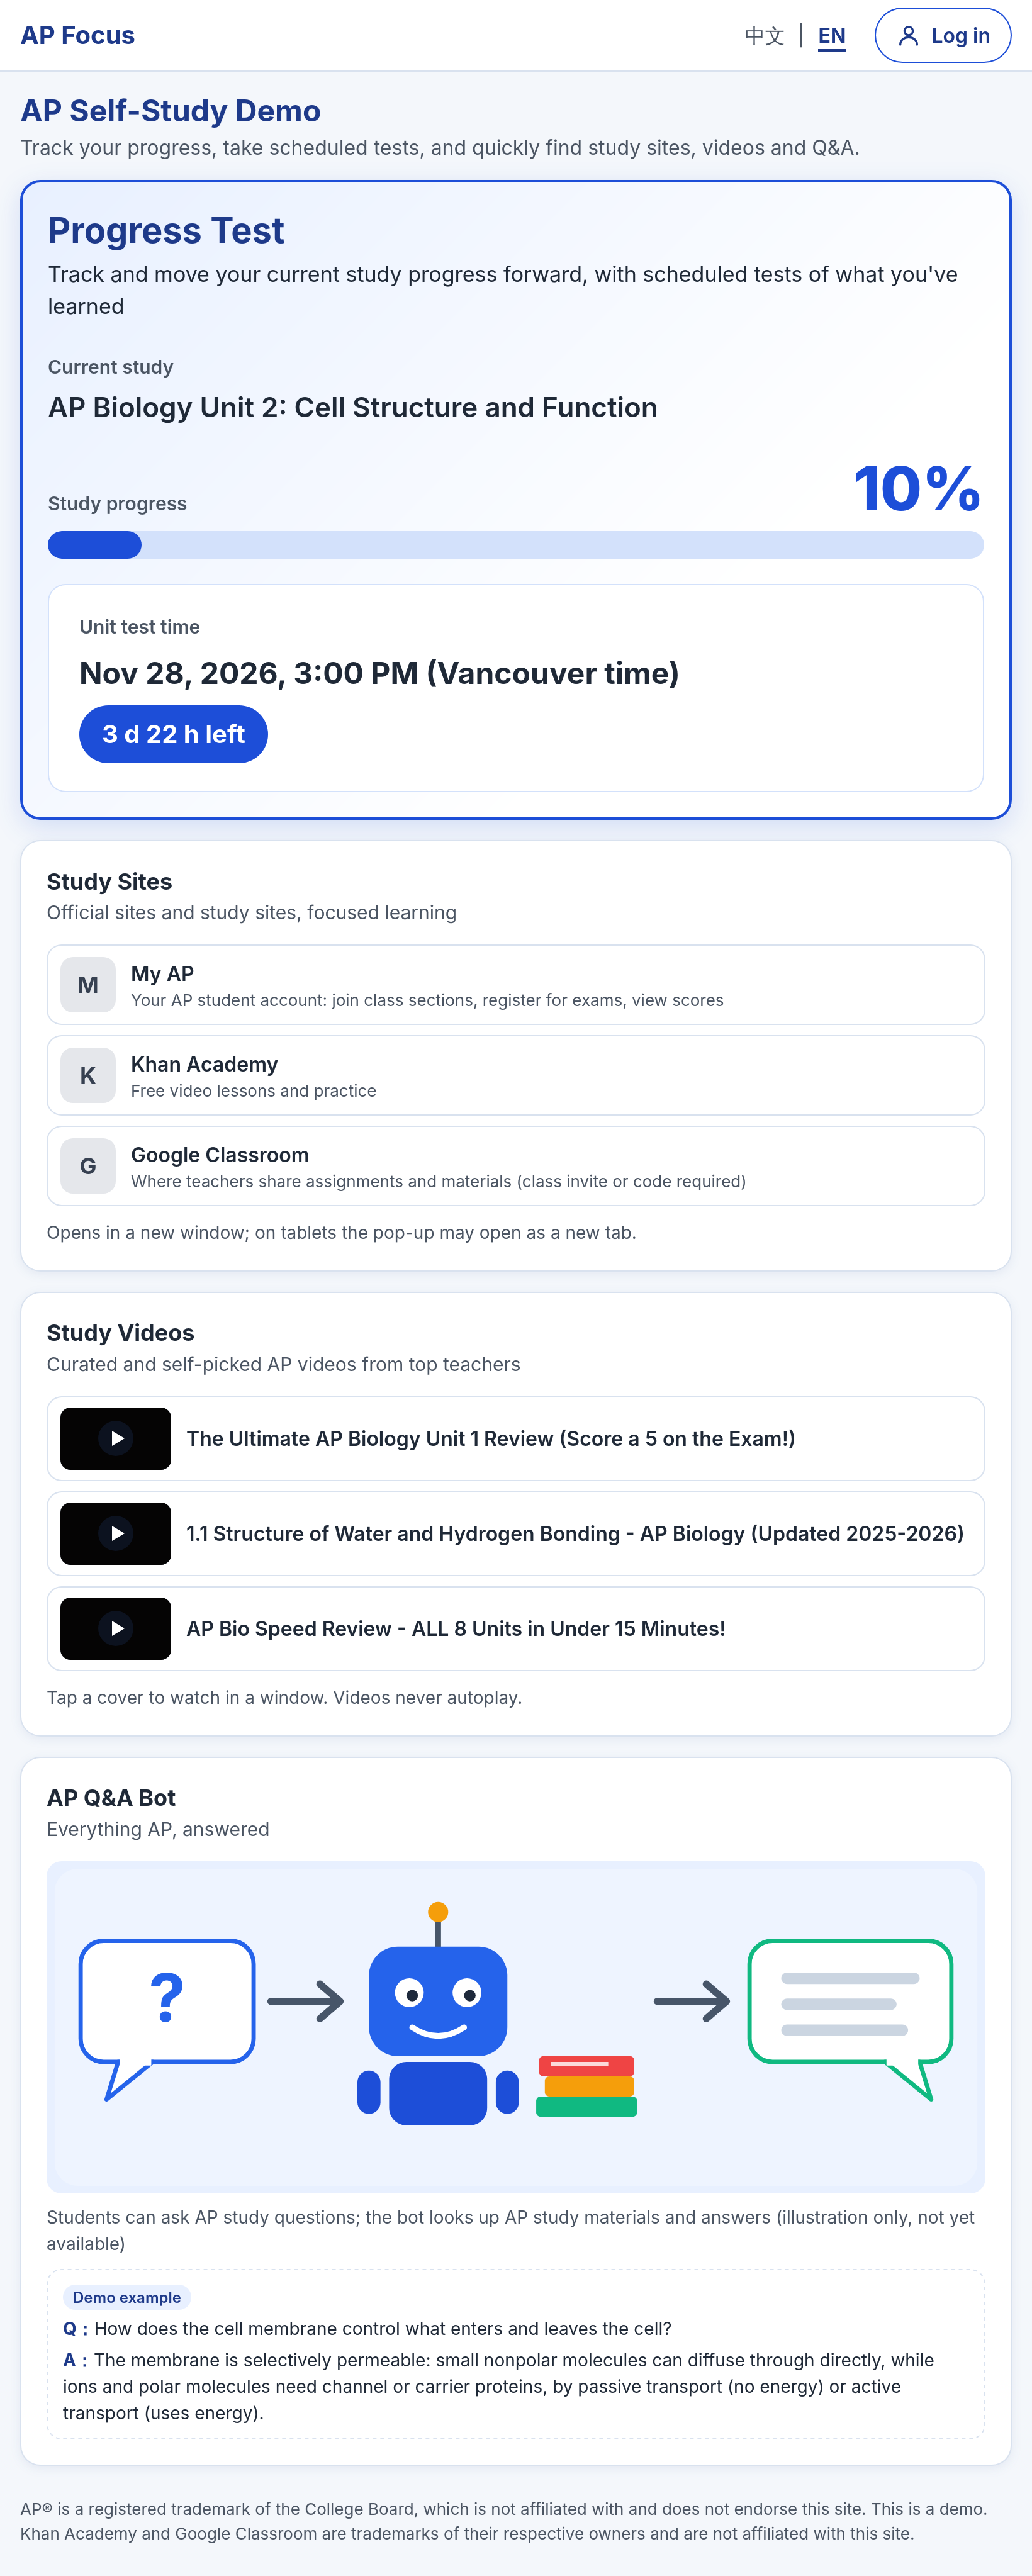 AP Focus
中文 | EN
Log in
AP Self-Study Demo
Track your progress, take scheduled tests, and quickly find study sites, videos and Q&A.
Progress Test
Track and move your current study progress forward, with scheduled tests of what you've
learned
Current study
AP Biology Unit 2: Cell Structure and Function
Study progress
10%
Unit test time
Nov 28, 2026, 3:00 PM (Vancouver time)
3 d 22 h left
Study Sites
Official sites and study sites, focused learning
M
My AP
Your AP student account: join class sections, register for exams, view scores
K
Khan Academy
Free video lessons and practice
G
Google Classroom
Where teachers share assignments and materials (class invite or code required)
Opens in a new window; on tablets the pop-up may open as a new tab.
Study Videos
Curated and self-picked AP videos from top teachers
The Ultimate AP Biology Unit 1 Review (Score a 5 on the Exam!)
1.1 Structure of Water and Hydrogen Bonding - AP Biology (Updated 2025-2026)
AP Bio Speed Review - ALL 8 Units in Under 15 Minutes!
Tap a cover to watch in a window. Videos never autoplay.
AP Q&A Bot
Everything AP, answered
?
Students can ask AP study questions; the bot looks up AP study materials and answers (illustration only, not yet
available)
Demo example
Q： How does the cell membrane control what enters and leaves the cell?
A： The membrane is selectively permeable: small nonpolar molecules can diffuse through directly, while
ions and polar molecules need channel or carrier proteins, by passive transport (no energy) or active
transport (uses energy).
AP® is a registered trademark of the College Board, which is not affiliated with and does not endorse this site. This is a demo.
Khan Academy and Google Classroom are trademarks of their respective owners and are not affiliated with this site.